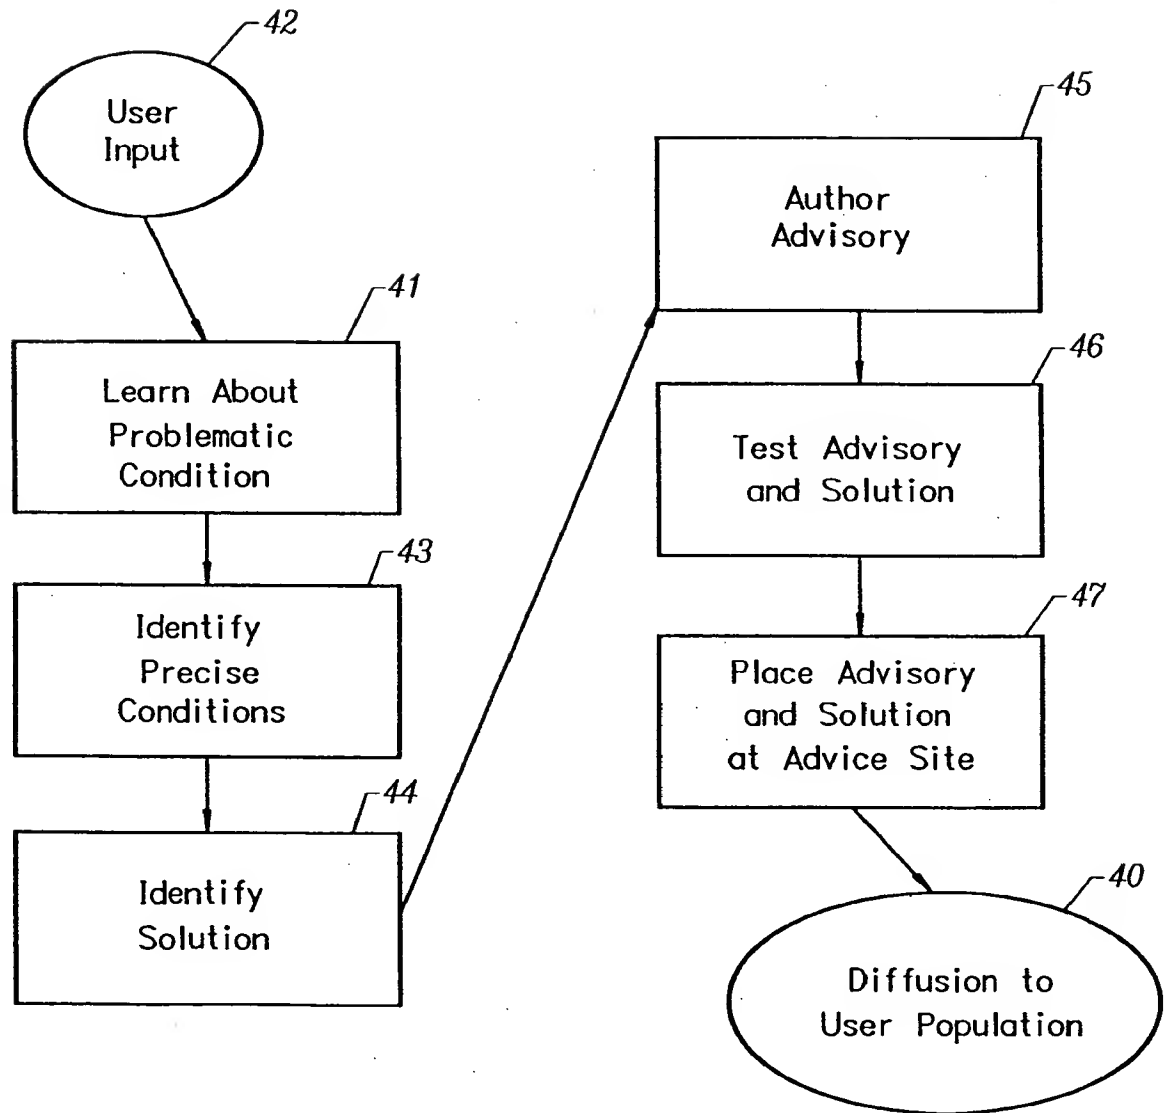 42
User
Input
41
Learn About
Problematic
Condition
43
Identify
Precise
Conditions
44
Identify
Solution
45
Author
Advisory
46
Test Advisory
and Solution
47
Place Advisory
and Solution
at Advice Site
40
Diffusion to
User Population